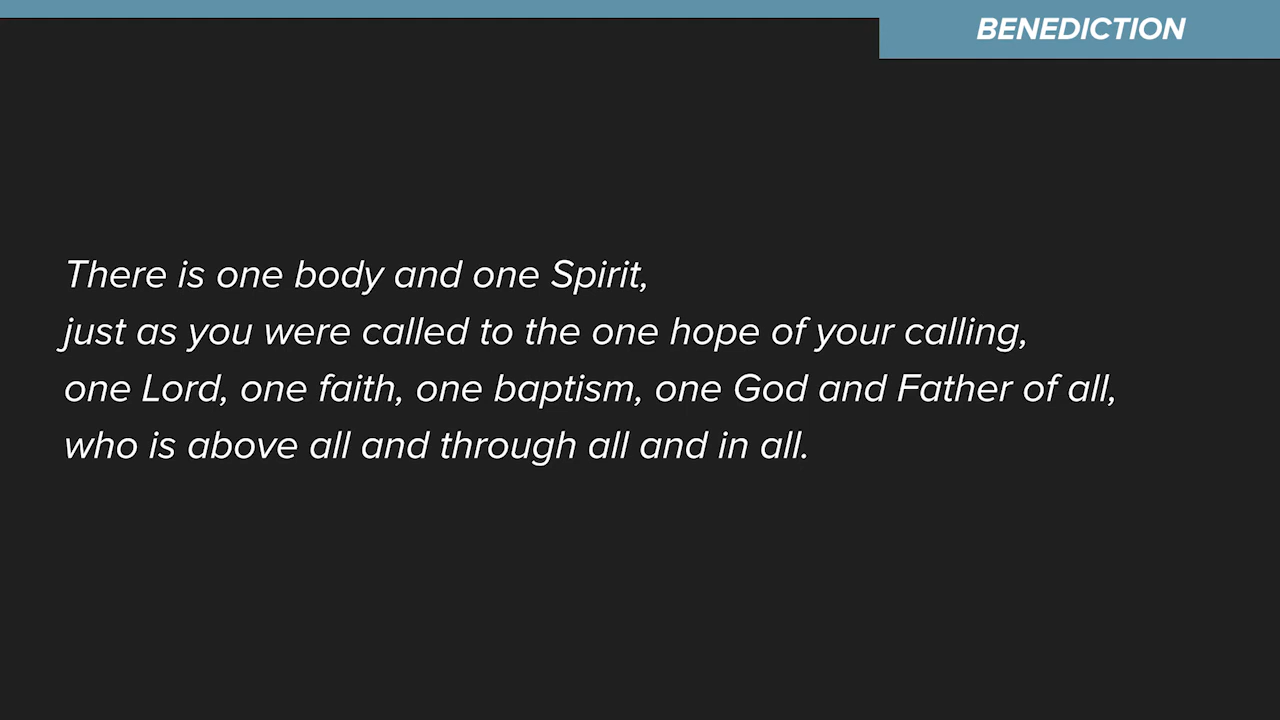 BENEDICTION
There is one body and one Spirit,
just as you were called to the one hope of your calling,
one Lord, one faith, one baptism, one God and Father of all,
who is above all and through all and in all.